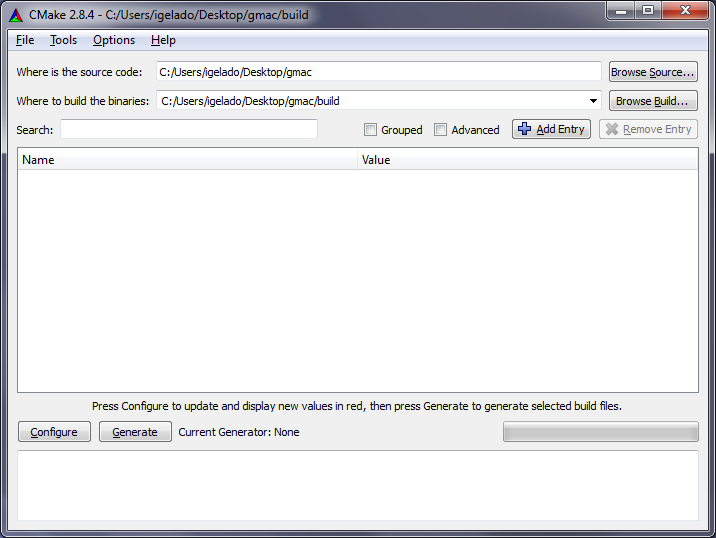 CMake 2.8.4 - C:/Users/igelado/Desktop/gmac/build
File Tools Options Help
Where is the source code: C:/Users/igelado/Desktop/gmac Browse Source...
Where to build the binaries: C:/Users/igelado/Desktop/gmac/build Browse Build...
Search: Grouped Advanced Add Entry Remove Entry
Name Value
Press Configure to update and display new values in red, then press Generate to generate selected build files.
Configure Generate Current Generator: None